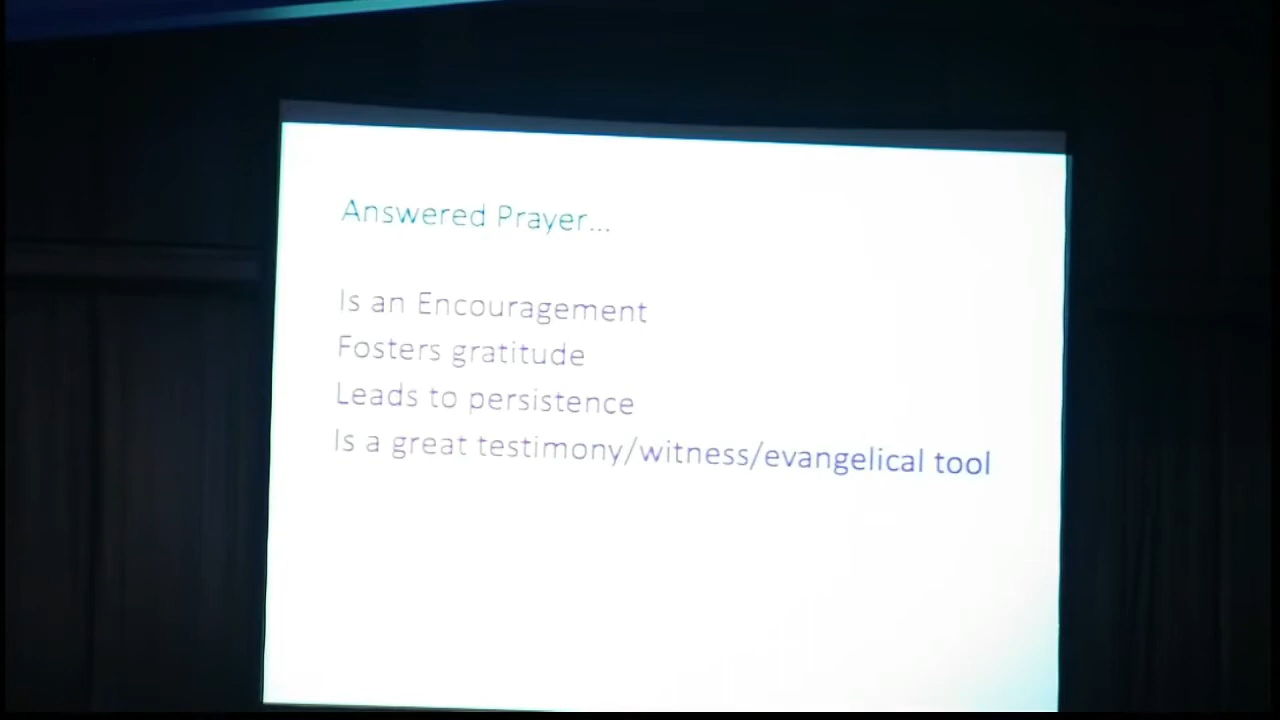 Answered Prayer...
Is an Encouragement
Fosters gratitude
Leads to persistence
Is a great testimony/witness/evangelical tool